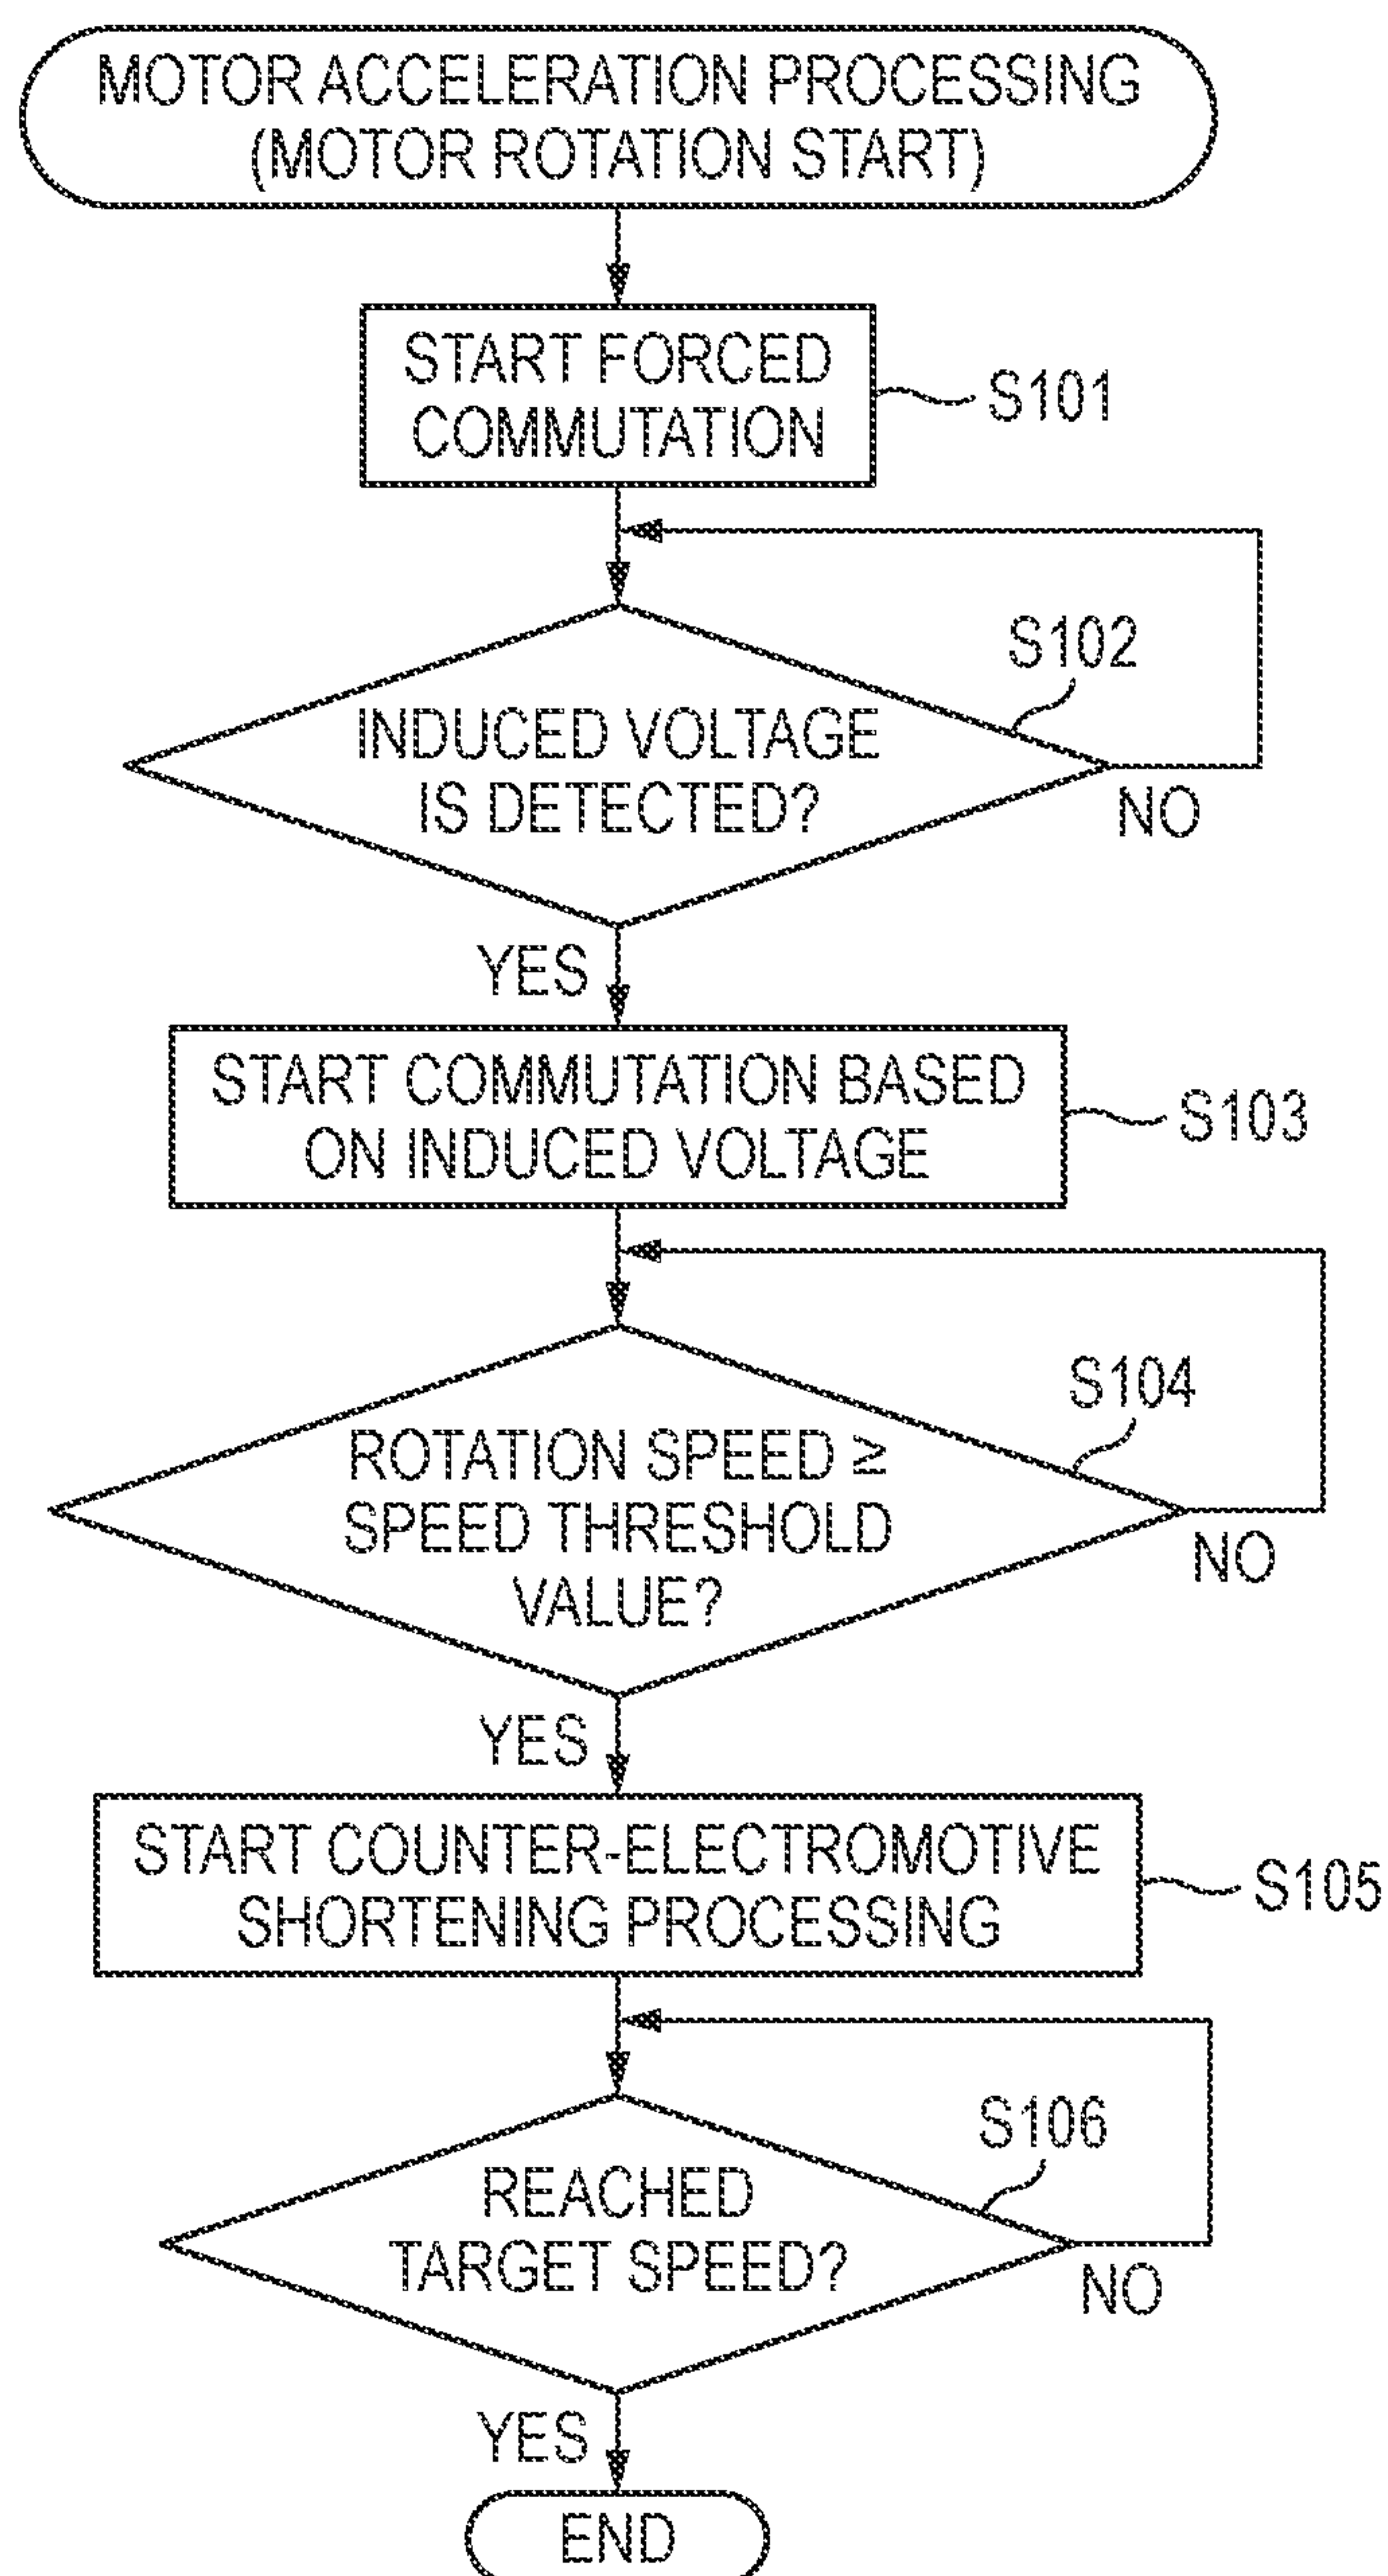 MOTOR ACCELERATION PROCESSING
(MOTOR ROTATION START)
START FORCED
COMMUTATION
S101
S102
INDUCED VOLTAGE
IS DETECTED?
NO
YES
START COMMUTATION BASED
ON INDUCED VOLTAGE
S103
S104
ROTATION SPEED ≥
SPEED THRESHOLD
VALUE?
NO
YES
START COUNTER-ELECTROMOTIVE
SHORTENING PROCESSING
S105
S106
REACHED
TARGET SPEED?
NO
YES
END